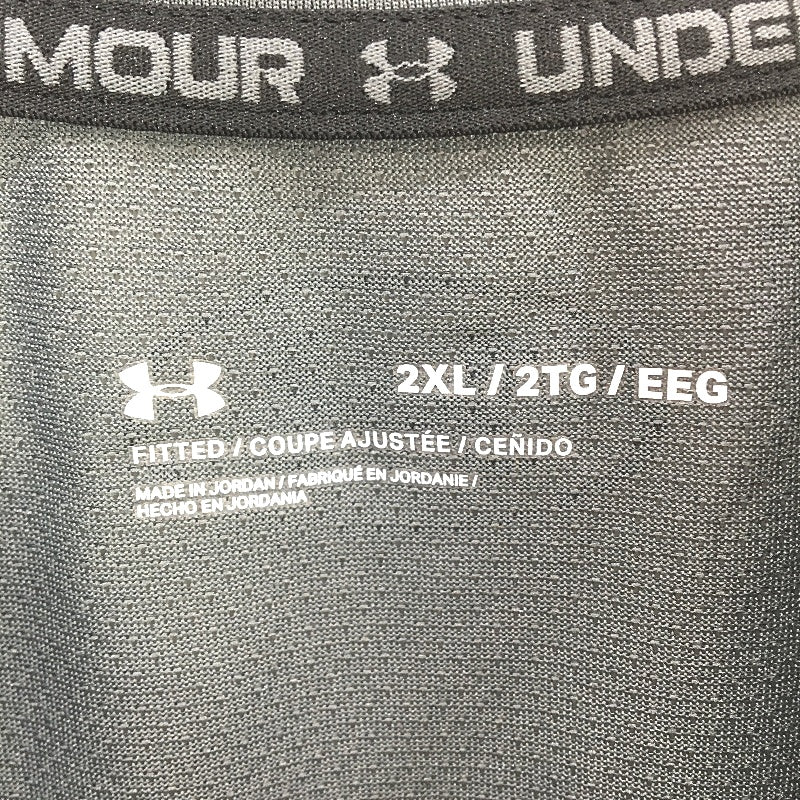 MOUR UNDE
2XL / 2TG / EEG
FITTED / COUPE AJUSTÉE / CEÑIDO
MADE IN JORDAN / FABRIQUÉ EN JORDANIE /
HECHO EN JORDANIA